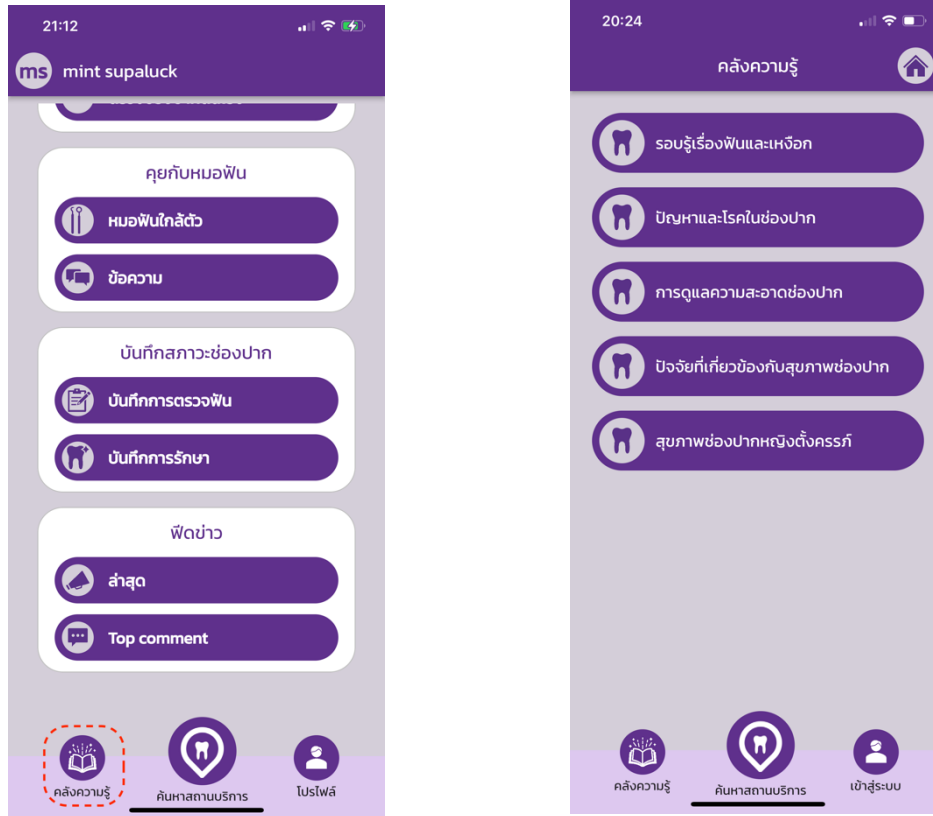 21:12
ms mint supaluck
คุยกับหมอฟัน
หมอฟันใกล้ตัว
ข้อความ
บันทึกสภาวะช่องปาก
บันทึกการตรวจฟัน
บันทึกการรักษา
ฟีดข่าว
ล่าสุด
Top comment
คลังความรู้
ค้นหาสถานบริการ
โปรไฟล์
20:24
คลังความรู้
รอบรู้เรื่องฟันและเหงือก
ปัญหาและโรคในช่องปาก
การดูแลความสะอาดช่องปาก
ปัจจัยที่เกี่ยวข้องกับสุขภาพช่องปาก
สุขภาพช่องปากหญิงตั้งครรภ์
คลังความรู้
ค้นหาสถานบริการ
เข้าสู่ระบบ